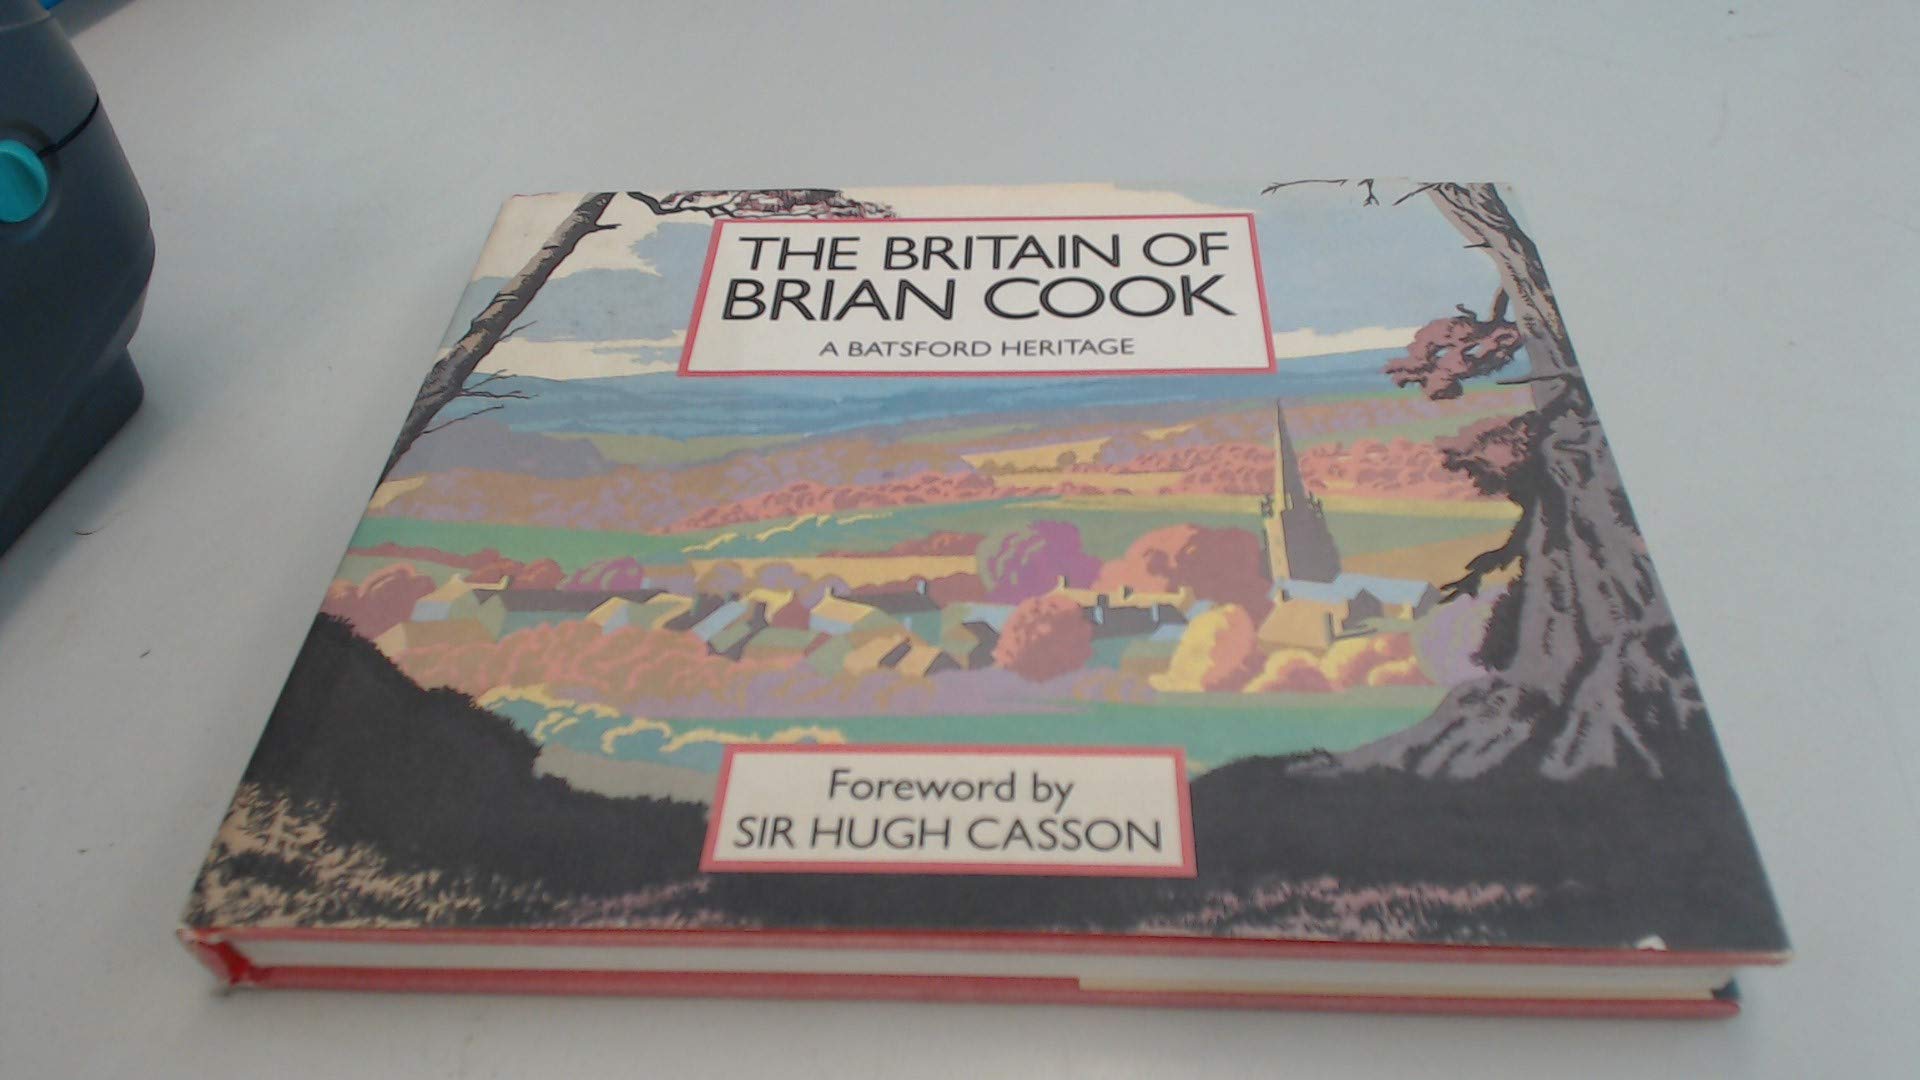 THE BRITAIN OF
BRIAN COOK
A BATSFORD HERITAGE
Foreword by
SIR HUGH CASSON